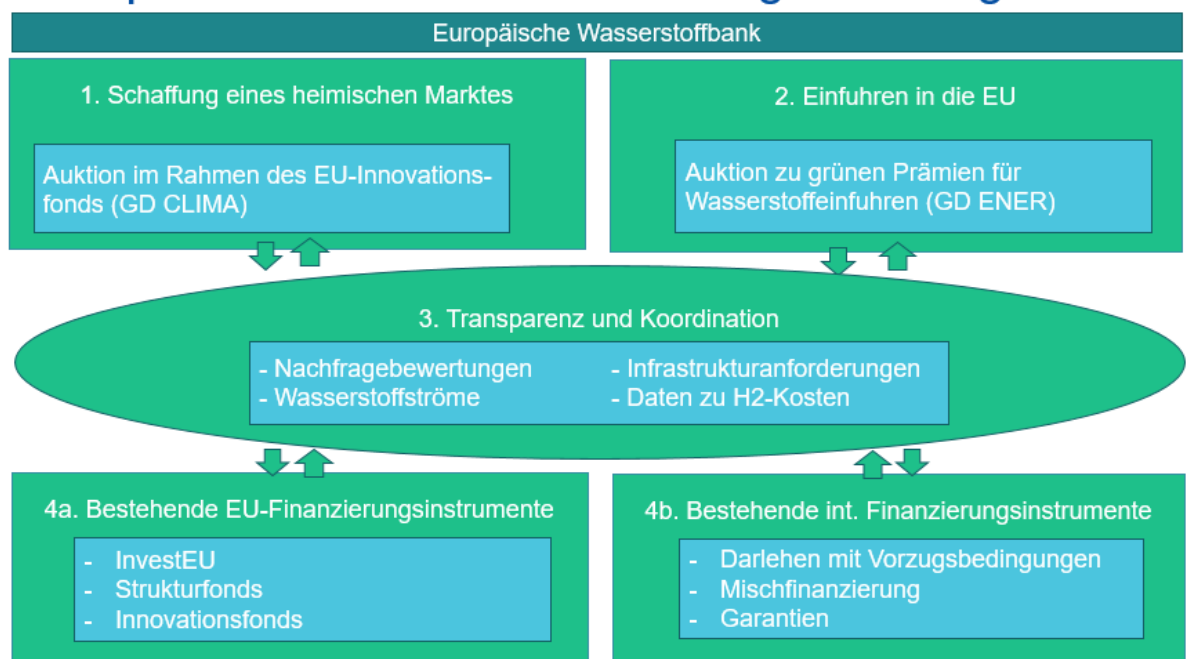 Europäische Wasserstoffbank
1. Schaffung eines heimischen Marktes
Auktion im Rahmen des EU-Innovations-
fonds (GD CLIMA)
2. Einfuhren in die EU
Auktion zu grünen Prämien für
Wasserstoffeinfuhren (GD ENER)
3. Transparenz und Koordination
- Nachfragebewertungen
- Wasserstoffströme
- Infrastrukturanforderungen
- Daten zu H2-Kosten
4a. Bestehende EU-Finanzierungsinstrumente
- InvestEU
- Strukturfonds
- Innovationsfonds
4b. Bestehende int. Finanzierungsinstrumente
- Darlehen mit Vorzugsbedingungen
- Mischfinanzierung
- Garantien